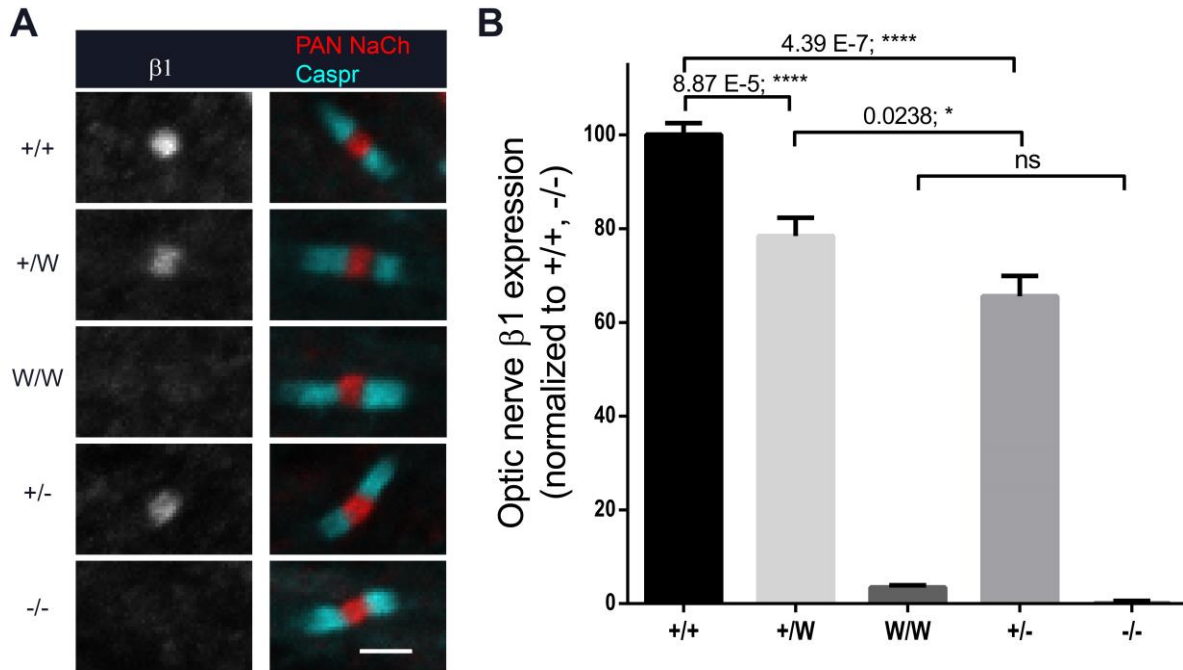 A
β1
PAN NaCh
Caspr
+/+
+/W
W/W
+/-
-/-
B
4.39 E-7; ****
8.87 E-5; ****
0.0238; *
ns
Optic nerve β1 expression
(normalized to +/+, -/-)
100
80
60
40
20
0
+/+
+/W
W/W
+/-
-/-